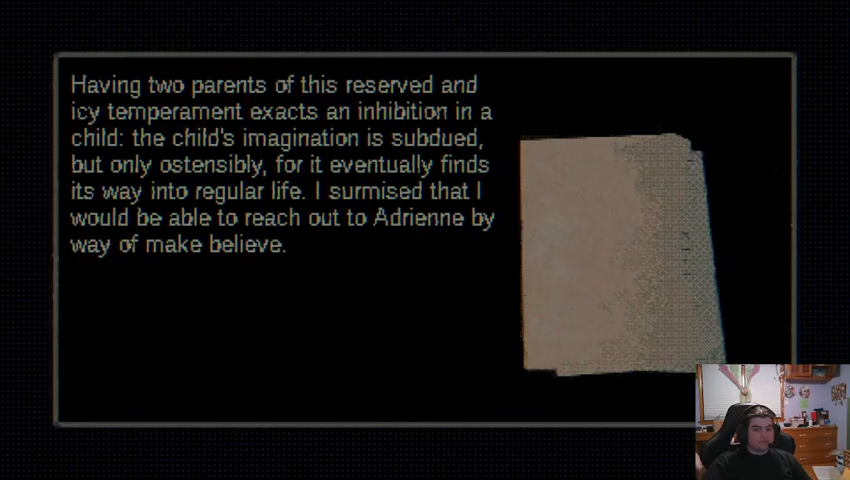 Having two parents of this reserved and
icy temperament exacts an inhibition in a
child: the child's imagination is subdued,
but only ostensibly, for it eventually finds
its way into regular life. I surmised that I
would be able to reach out to Adrienne by
way of make believe.